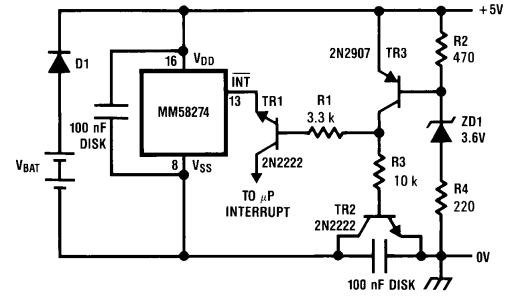 +5V
R2
470
2N2907
TR3
16
VDD
D1
INT
13
TR1
R1
3.3 k
MM58274
100 nF
DISK
ZD1
3.6V
VBAT
8
VSS
2N2222
R3
10 k
TO μP
INTERRUPT
TR2
2N2222
R4
220
0V
100 nF DISK